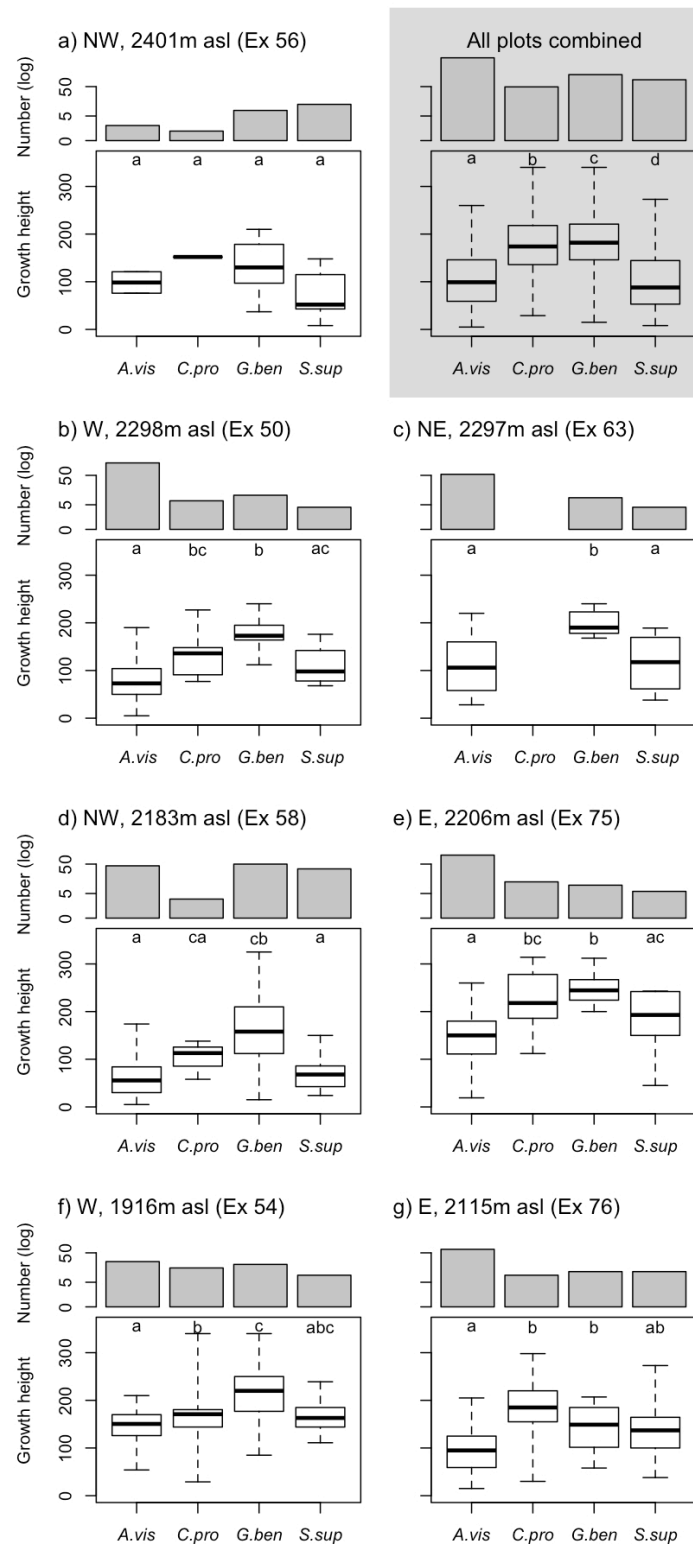 a) NW, 2401m asl (Ex 56)
Number (log)
50
5
0
a a a a
Growth height
300
200
100
0
A.vis C.pro G.ben S.sup
All plots combined
a b c d
A.vis C.pro G.ben S.sup
b) W, 2298m asl (Ex 50)
Number (log)
50
5
0
a bc b ac
Growth height
300
200
100
0
A.vis C.pro G.ben S.sup
c) NE, 2297m asl (Ex 63)
a b a
A.vis C.pro G.ben S.sup
d) NW, 2183m asl (Ex 58)
Number (log)
50
5
0
a ca cb a
Growth height
300
200
100
0
A.vis C.pro G.ben S.sup
e) E, 2206m asl (Ex 75)
a bc b ac
A.vis C.pro G.ben S.sup
f) W, 1916m asl (Ex 54)
Number (log)
50
5
0
a b c abc
Growth height
300
200
100
0
A.vis C.pro G.ben S.sup
g) E, 2115m asl (Ex 76)
a b b ab
A.vis C.pro G.ben S.sup